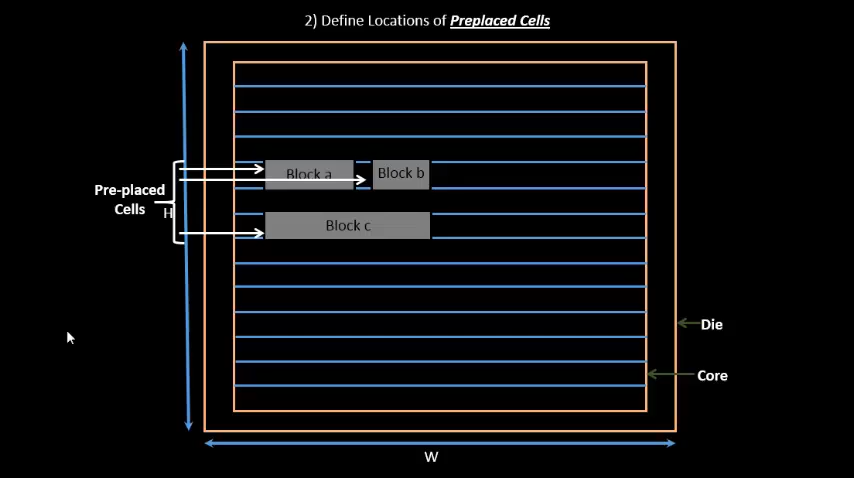 2) Define Locations of Preplaced Cells
Block a
Block b
Pre-placed
Cells
H
Block c
Die
Core
W